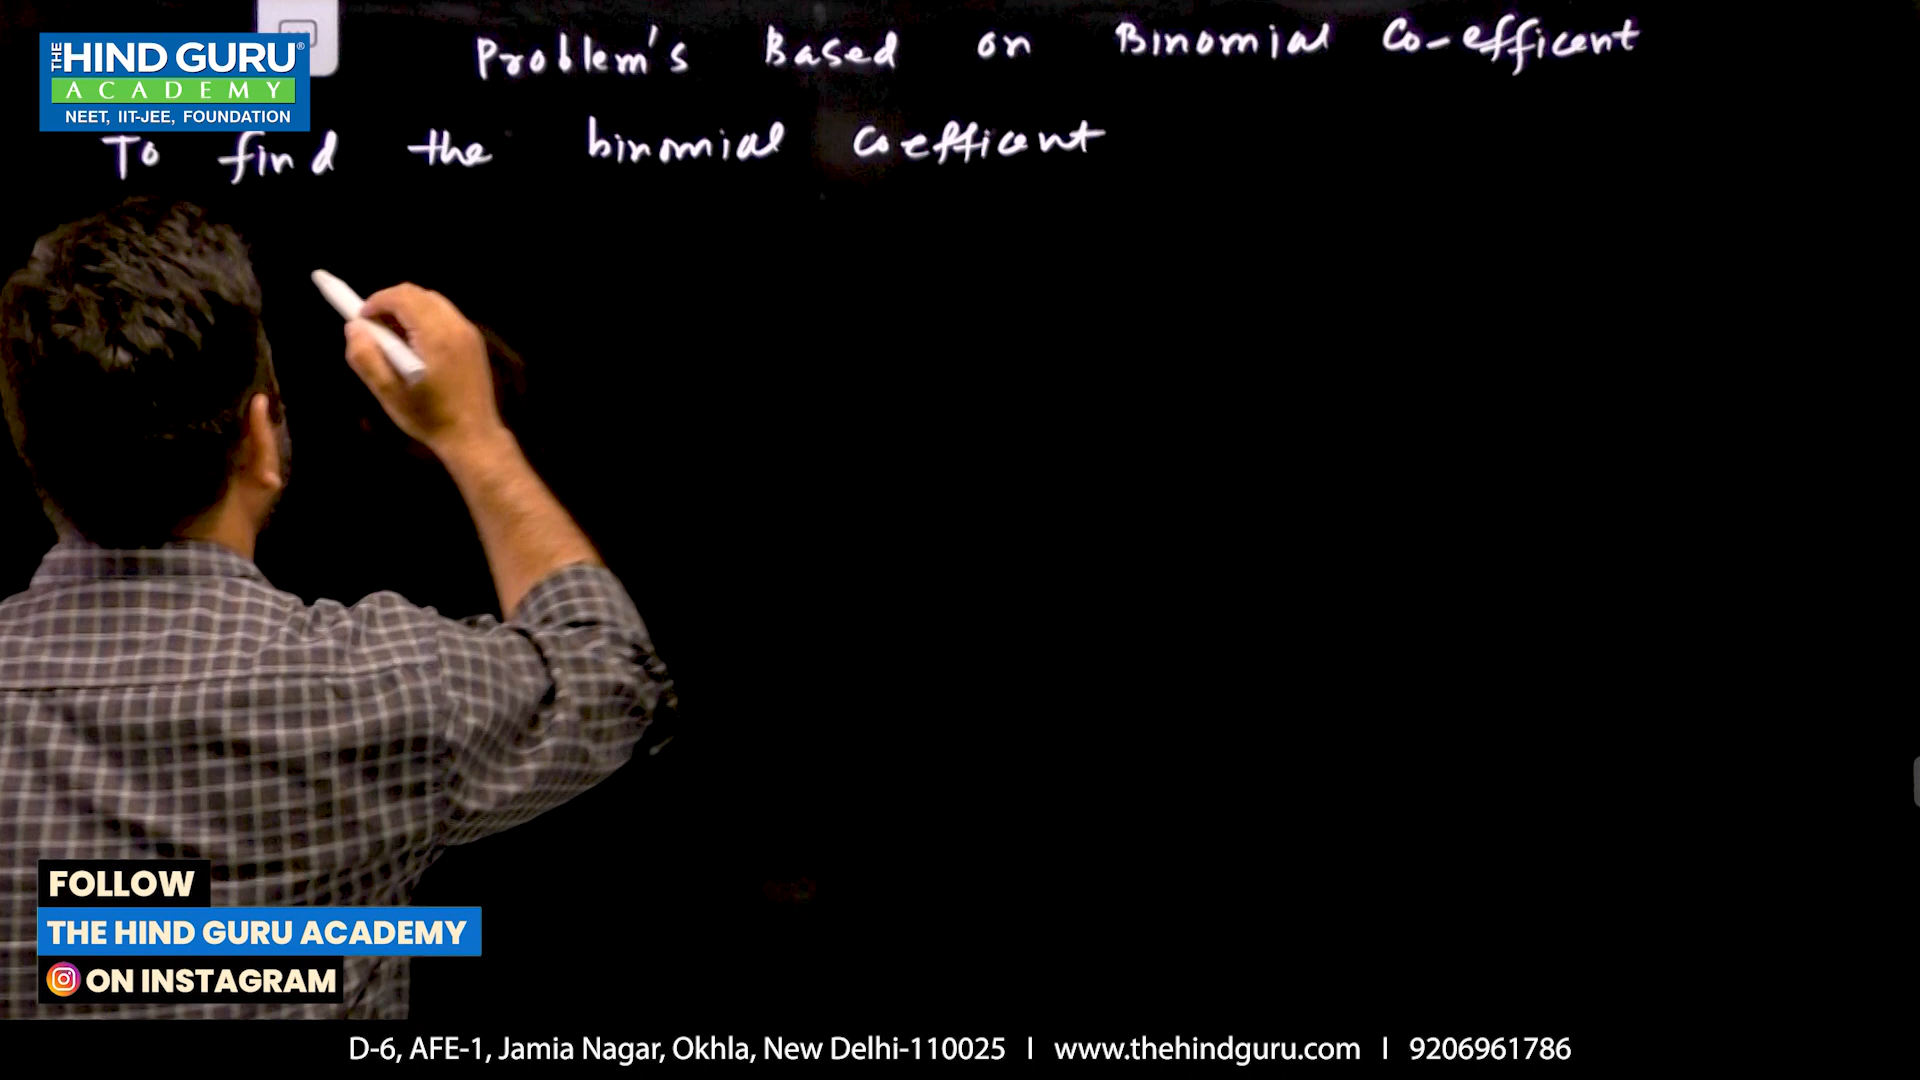 Problem's Based on Binomial Co-efficent
THE HIND GURU®
ACADEMY
NEET, IIT-JEE, FOUNDATION
To find the binomial coefficent
FOLLOW
THE HIND GURU ACADEMY
ON INSTAGRAM
D-6, AFE-1, Jamia Nagar, Okhla, New Delhi-110025 | www.thehindguru.com | 9206961786